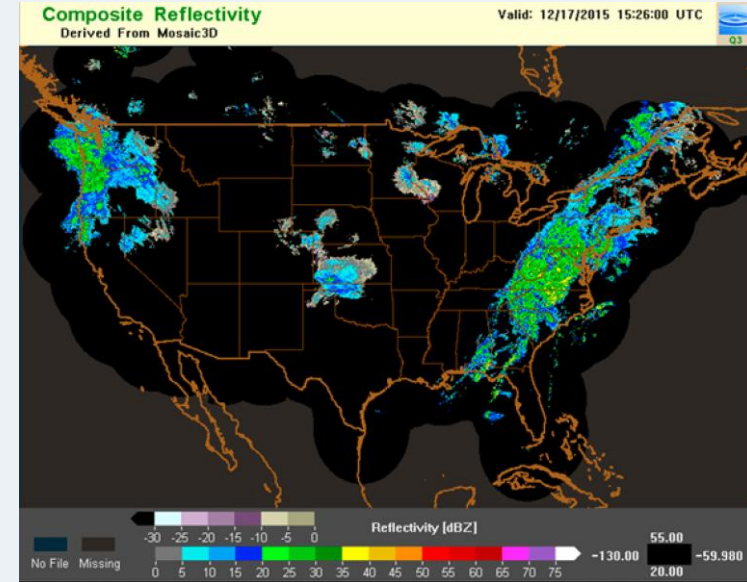 Composite Reflectivity
Derived From Mosaic3D
Valid: 12/17/2015 15:26:00 UTC
Q3
-30 -25 -20 -15 -10 -5 0
Reflectivity [dBZ]
No File Missing
0 5 10 15 20 25 30 35 40 45 50 55 60 65 70 75
55.00
-130.00 -59.980
20.00